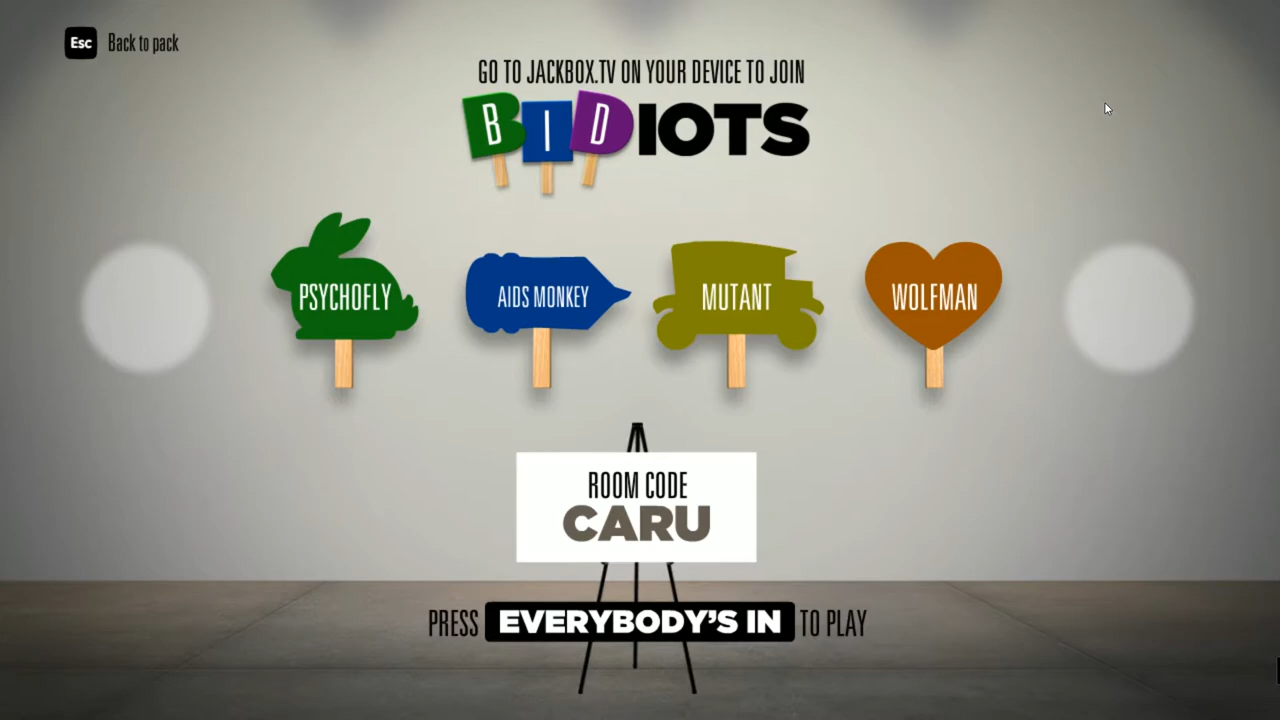 Esc Back to pack
GO TO JACKBOX.TV ON YOUR DEVICE TO JOIN
BIDIOTS
PSYCHOFLY
AIDS MONKEY
MUTANT
WOLFMAN
ROOM CODE
CARU
PRESS EVERYBODY'S IN TO PLAY